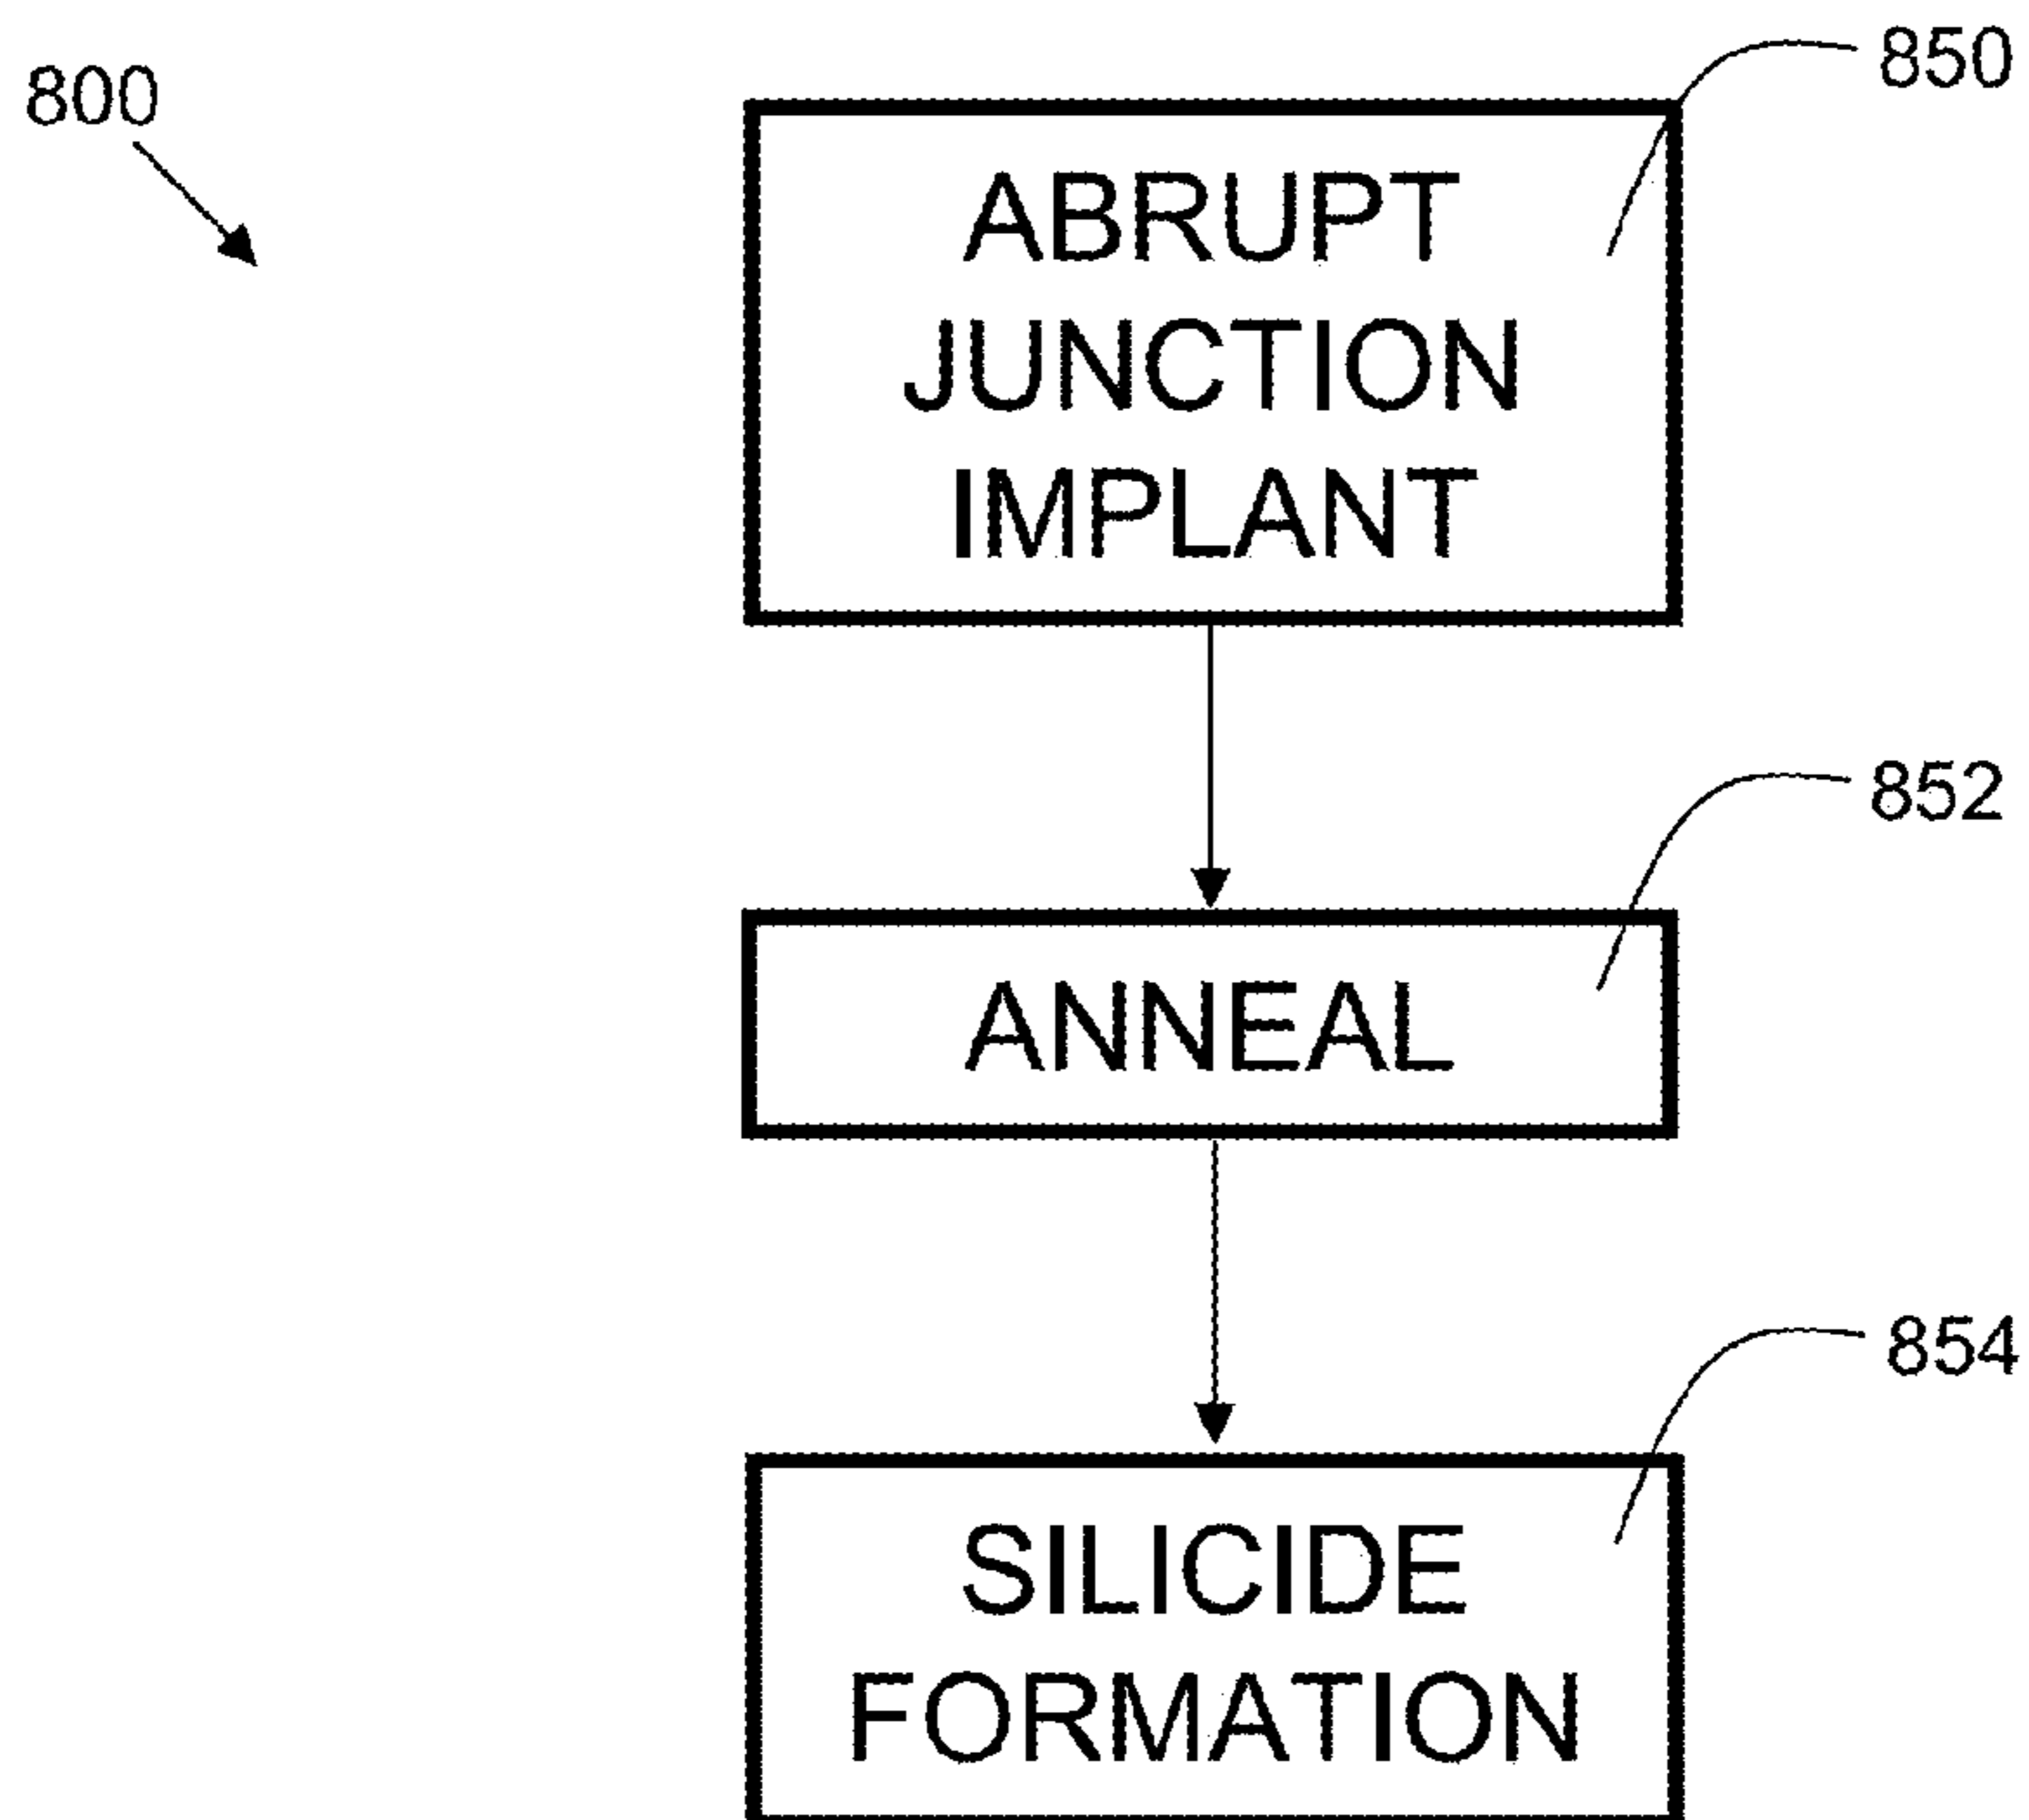 800
850
ABRUPT
JUNCTION
IMPLANT
852
ANNEAL
854
SILICIDE
FORMATION